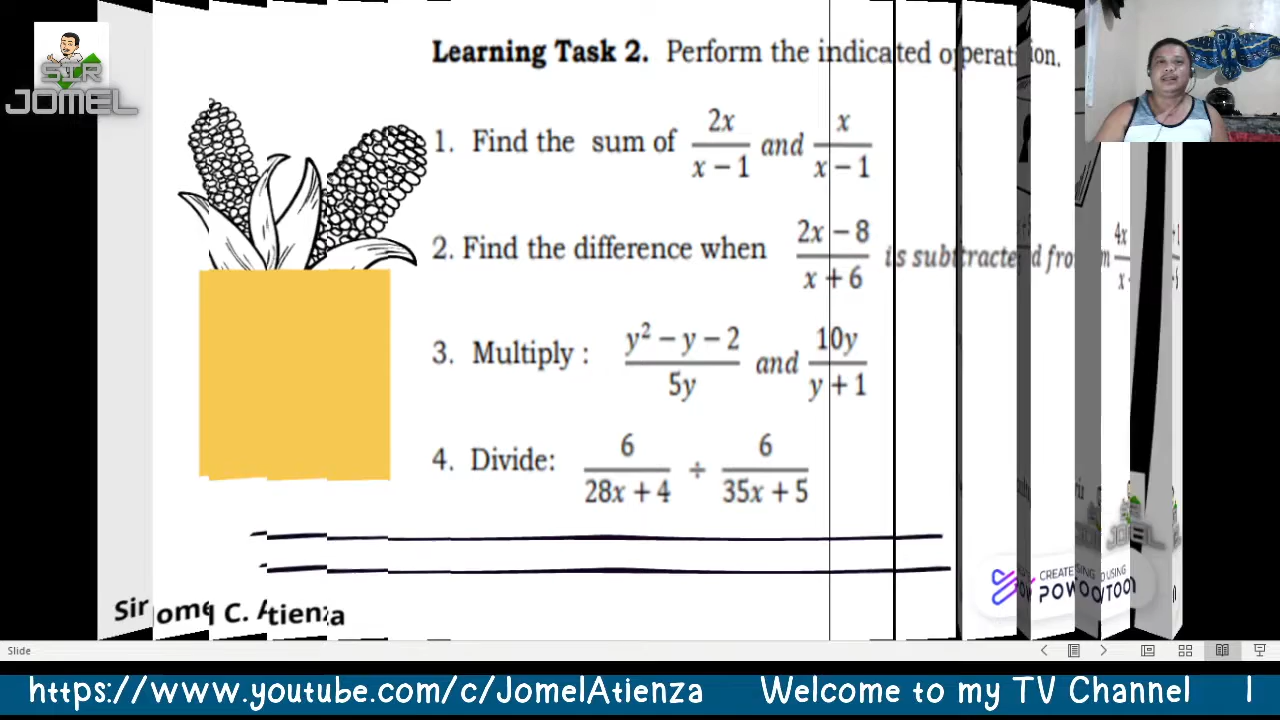 SIR
JOMEL
Learning Task 2. Perform the indicated operation.
1. Find the sum of 2x/(x − 1) and x/(x − 1)
2. Find the difference when (2x − 8)/(x + 6) is subtracted from 4x
3. Multiply : (y² − y − 2)/5y and 10y/(y + 1)
4. Divide: 6/(28x + 4) ÷ 6/(35x + 5)
Sir Jomel C. Atienza
Slide
https://www.youtube.com/c/JomelAtienza Welcome to my TV Channel